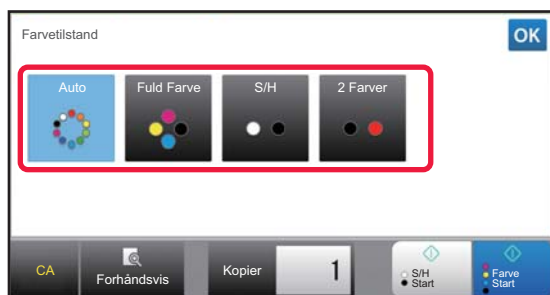 Farvetilstand
OK
Auto
Fuld Farve
S/H
2 Farver
CA
Forhåndsvis
Kopier
1
S/H
Start
Farve
Start